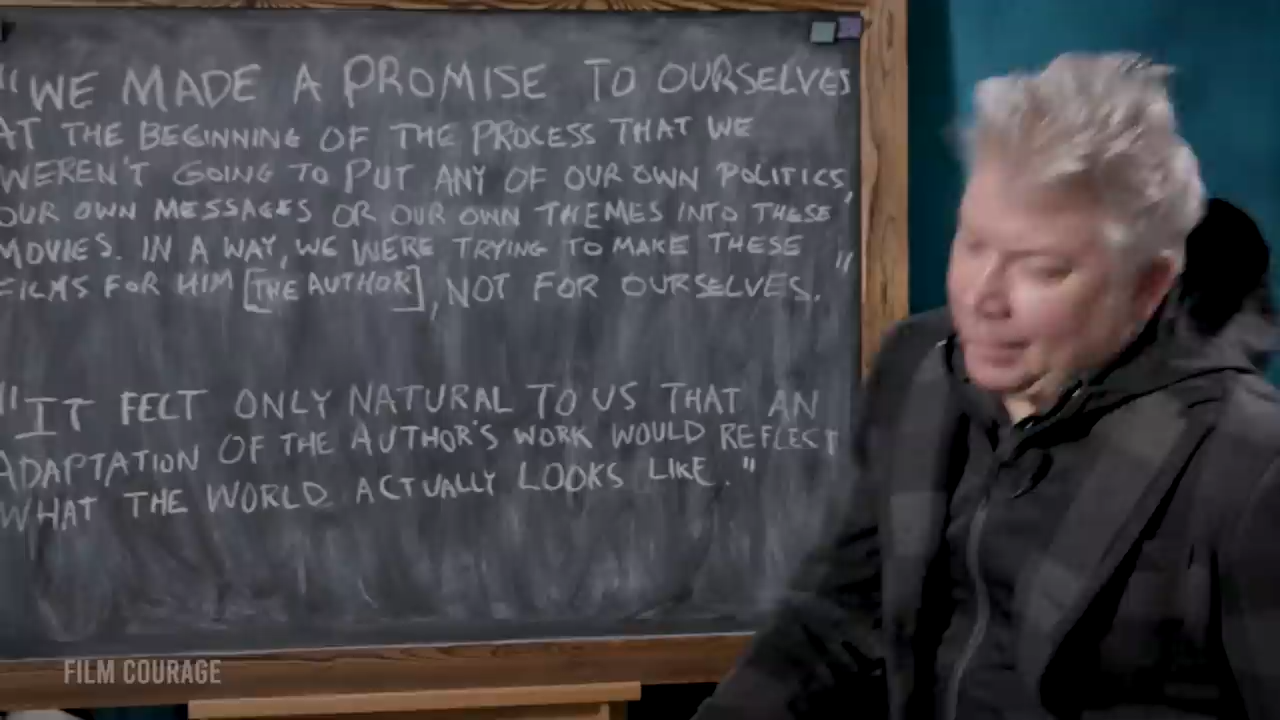 "WE MADE A PROMISE TO OURSELVES
AT THE BEGINNING OF THE PROCESS THAT WE
WEREN'T GOING TO PUT ANY OF OUR OWN POLITICS,
OUR OWN MESSAGES OR OUR OWN THEMES INTO THESE
MOVIES. IN A WAY, WE WERE TRYING TO MAKE THESE
FILMS FOR HIM [THE AUTHOR], NOT FOR OURSELVES."
"IT FELT ONLY NATURAL TO US THAT AN
ADAPTATION OF THE AUTHOR'S WORK WOULD REFLECT
WHAT THE WORLD ACTUALLY LOOKS LIKE."
FILM COURAGE